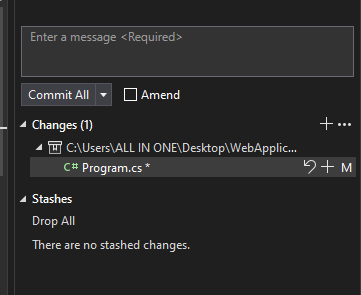 Enter a message <Required>
Commit All
Amend
Changes (1)
C:\Users\ALL IN ONE\Desktop\WebApplic...
C# Program.cs * M
Stashes
Drop All
There are no stashed changes.